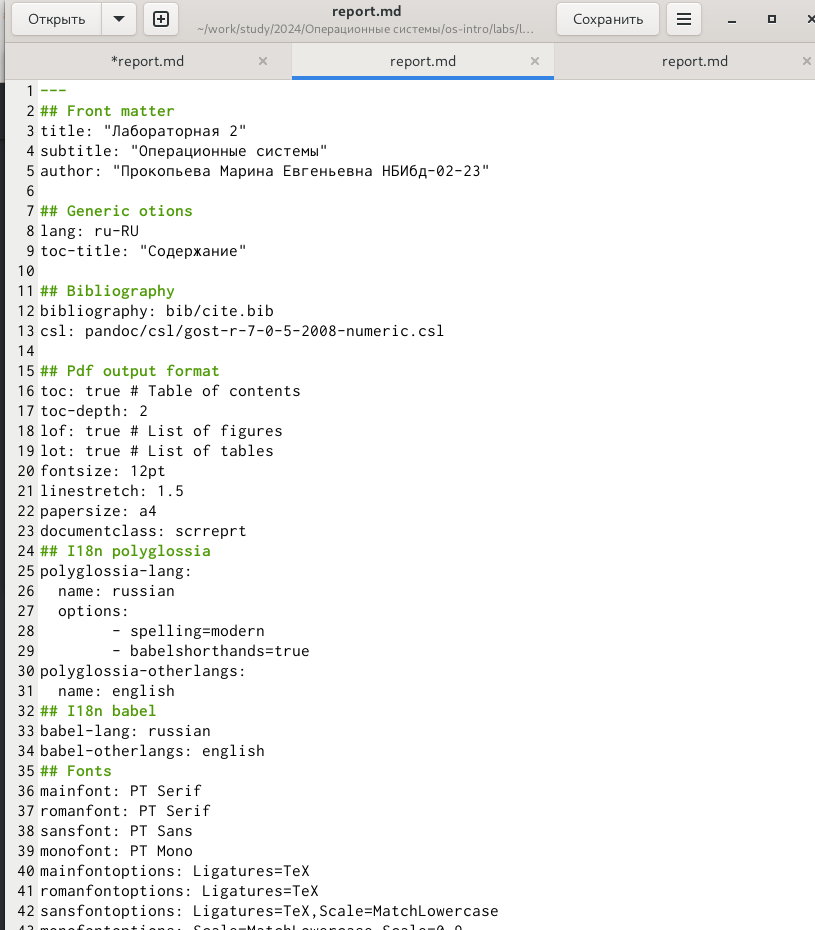 Открыть
report.md
~/work/study/2024/Операционные системы/os-intro/labs/l…
Сохранить
*report.md
report.md
report.md
1 ---
2 ## Front matter
3 title: "Лабораторная 2"
4 subtitle: "Операционные системы"
5 author: "Прокопьева Марина Евгеньевна НБИбд-02-23"
6
7 ## Generic otions
8 lang: ru-RU
9 toc-title: "Содержание"
10
11 ## Bibliography
12 bibliography: bib/cite.bib
13 csl: pandoc/csl/gost-r-7-0-5-2008-numeric.csl
14
15 ## Pdf output format
16 toc: true # Table of contents
17 toc-depth: 2
18 lof: true # List of figures
19 lot: true # List of tables
20 fontsize: 12pt
21 linestretch: 1.5
22 papersize: a4
23 documentclass: scrreprt
24 ## I18n polyglossia
25 polyglossia-lang:
26   name: russian
27   options:
28         - spelling=modern
29         - babelshorthands=true
30 polyglossia-otherlangs:
31   name: english
32 ## I18n babel
33 babel-lang: russian
34 babel-otherlangs: english
35 ## Fonts
36 mainfont: PT Serif
37 romanfont: PT Serif
38 sansfont: PT Sans
39 monofont: PT Mono
40 mainfontoptions: Ligatures=TeX
41 romanfontoptions: Ligatures=TeX
42 sansfontoptions: Ligatures=TeX,Scale=MatchLowercase
43 monofontoptions: Scale=MatchLowercase,Scale=0.9